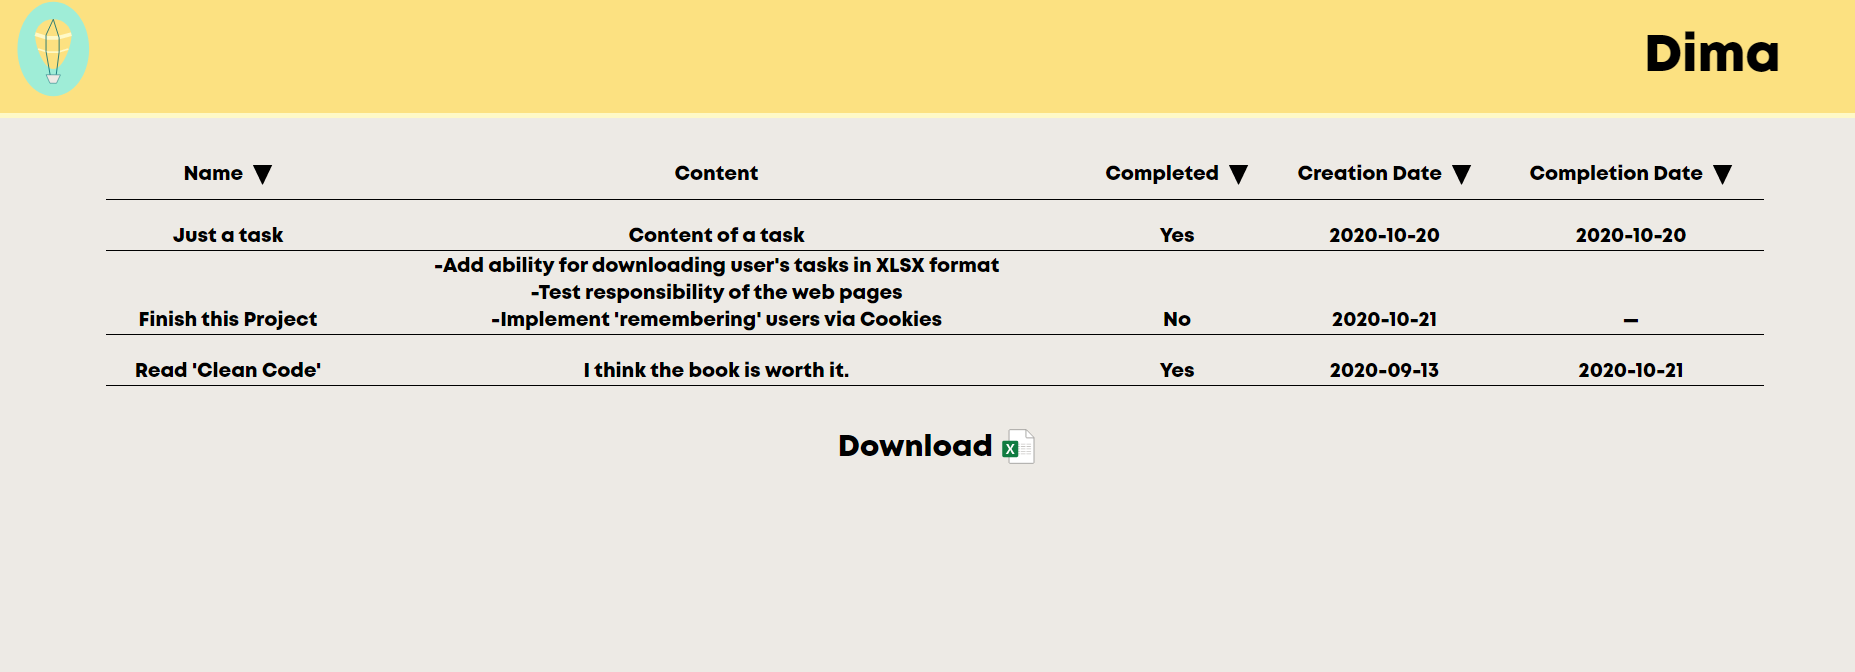 Dima
Name ▼ Content Completed ▼ Creation Date ▼ Completion Date ▼
Just a task Content of a task Yes 2020-10-20 2020-10-20
-Add ability for downloading user's tasks in XLSX format
-Test responsibility of the web pages
Finish this Project -Implement 'remembering' users via Cookies No 2020-10-21 –
Read 'Clean Code' I think the book is worth it. Yes 2020-09-13 2020-10-21
Download X